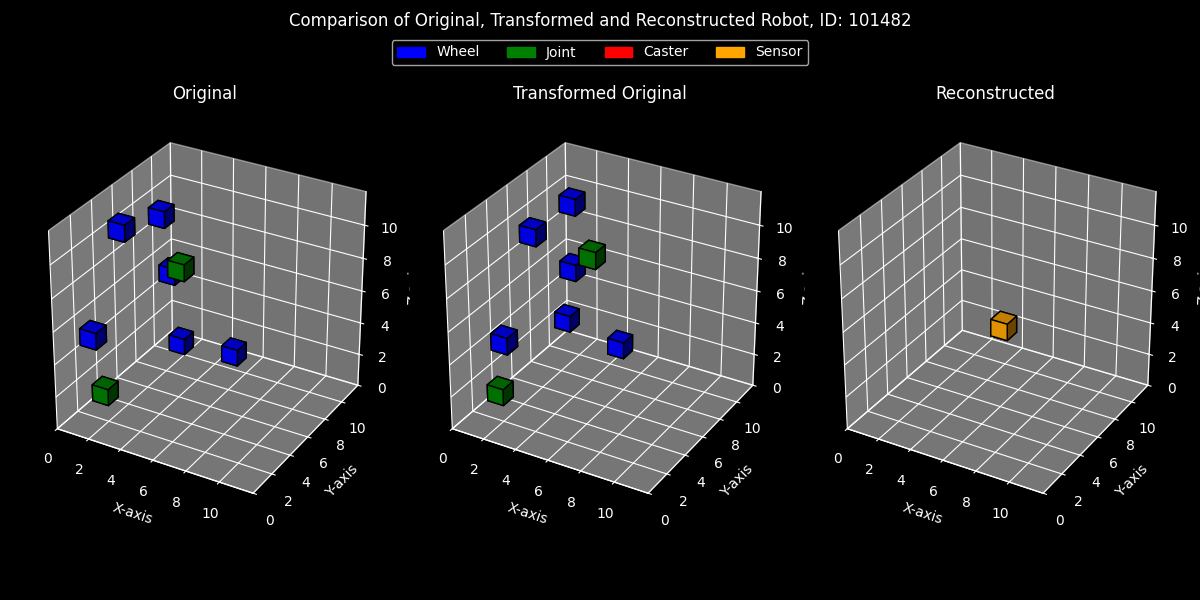 Comparison of Original, Transformed and Reconstructed Robot, ID: 101482
Wheel Joint Caster Sensor
Original
Transformed Original
Reconstructed
0 2 4 6 8 10
X-axis
0 2 4 6 8 10
Y-axis
0 2 4 6 8 10
0 2 4 6 8 10
X-axis
0 2 4 6 8 10
Y-axis
0 2 4 6 8 10
0 2 4 6 8 10
X-axis
0 2 4 6 8 10
Y-axis
0 2 4 6 8 10